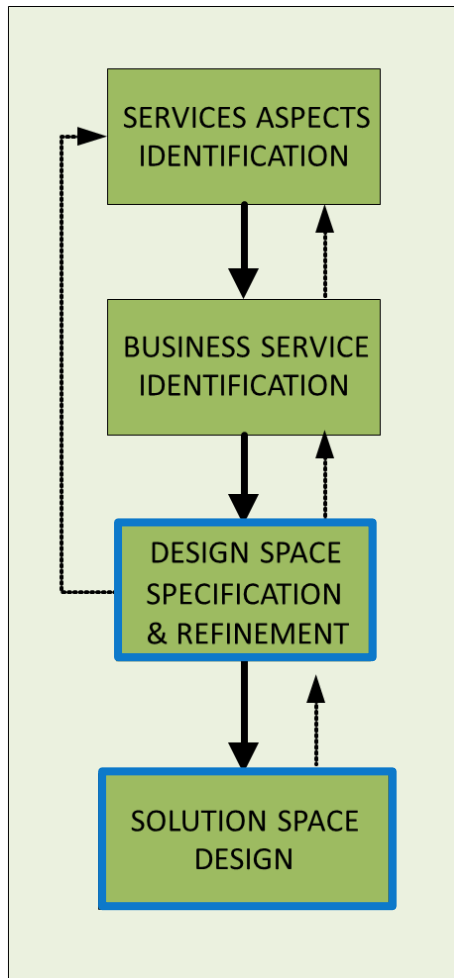 SERVICES ASPECTS
IDENTIFICATION
BUSINESS SERVICE
IDENTIFICATION
DESIGN SPACE
SPECIFICATION
& REFINEMENT
SOLUTION SPACE
DESIGN